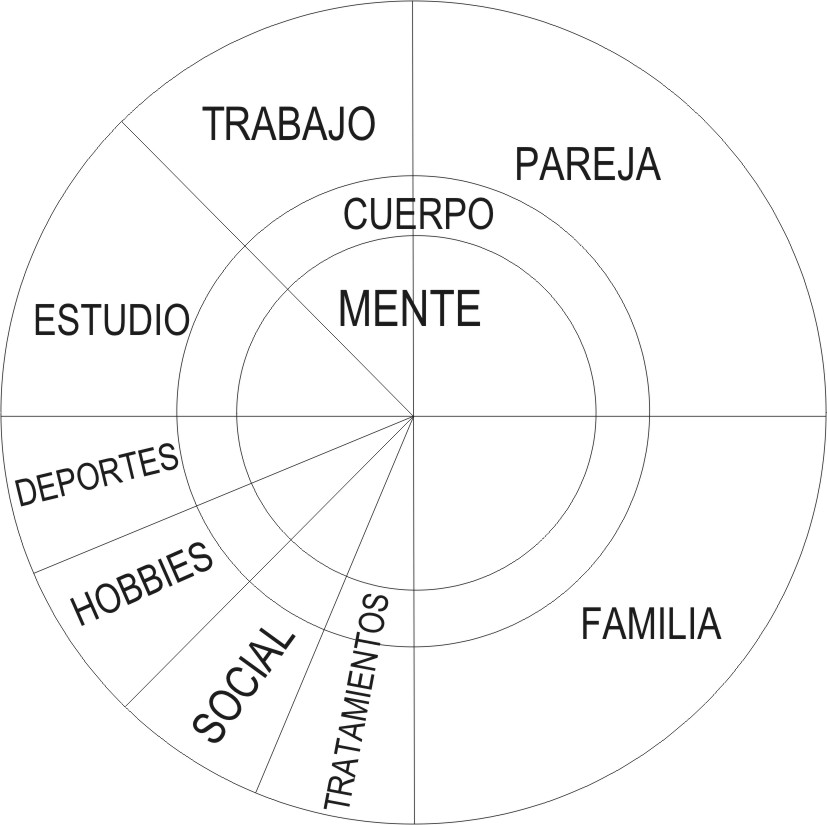 TRABAJO
PAREJA
CUERPO
MENTE
ESTUDIO
DEPORTES
HOBBIES
SOCIAL
TRATAMIENTOS
FAMILIA